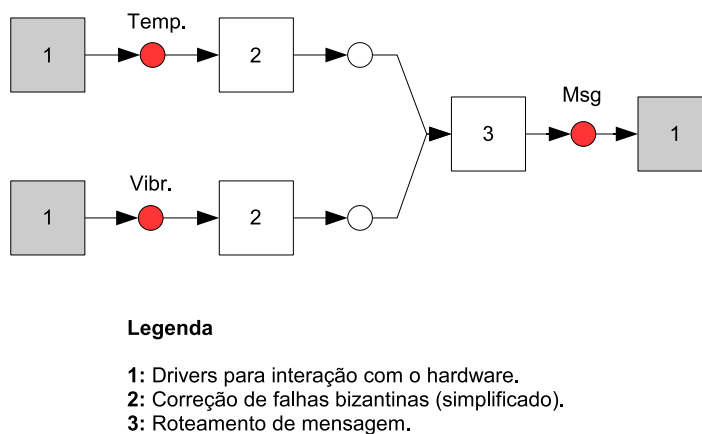 Temp.
1
2
Msg
3
1
Vibr.
1
2
Legenda
1: Drivers para interação com o hardware.
2: Correção de falhas bizantinas (simplificado).
3: Roteamento de mensagem.